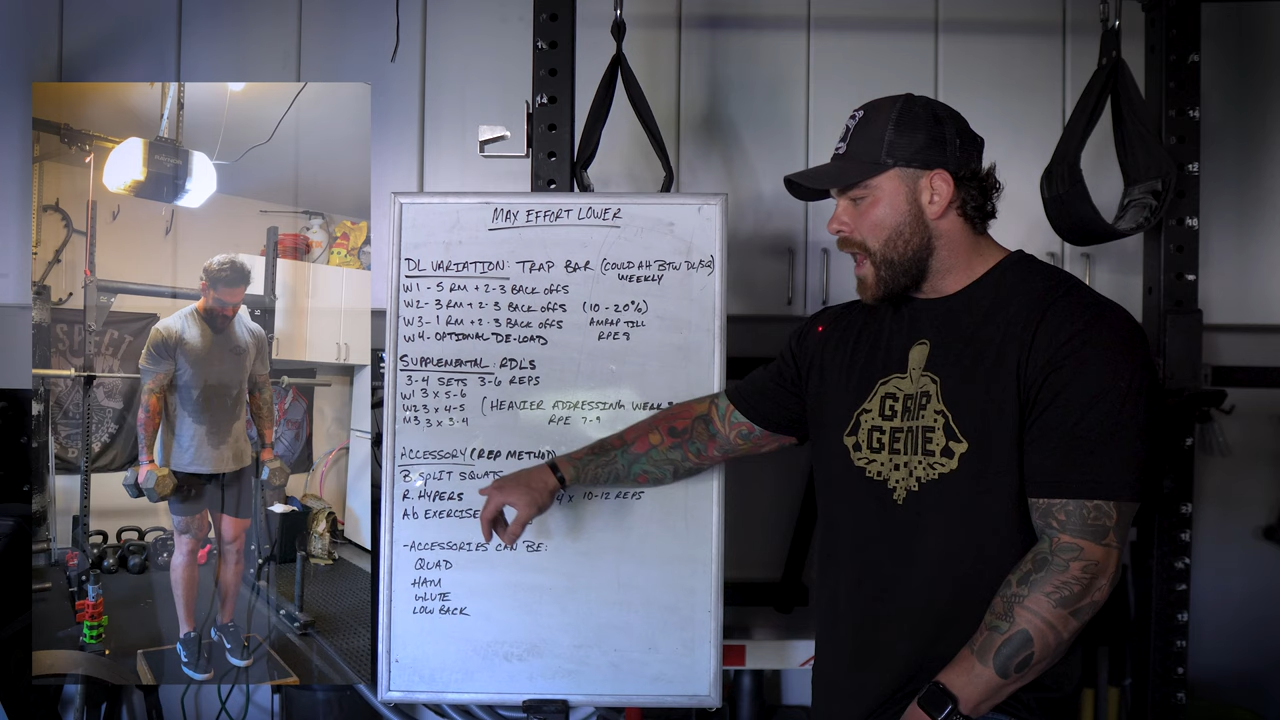 MAX EFFORT LOWER
DL VARIATION: TRAP BAR (COULD ALT BTW DL/SQ)
WEEKLY
W1 - 5 RM + 2-3 BACK OFFS
W2 - 3 RM + 2-3 BACK OFFS (10-20%)
W3 - 1 RM + 2-3 BACK OFFS AMRAP TILL
W4 - OPTIONAL DE-LOAD RPE 8
SUPPLEMENTAL: RDL'S
3-4 SETS 3-6 REPS
W1 3 x 5-6
W2 3 x 4-5 (HEAVIER ADDRESSING WEAK
W3 3 x 3-4 RPE 7-9
ACCESSORY (REP METHOD)
B. SPLIT SQUATS
R. HYPERS 4 x 10-12 REPS
Ab EXERCISE
- ACCESSORIES CAN BE:
QUAD
HAM
GLUTE
LOW BACK
GRIP
GENIE